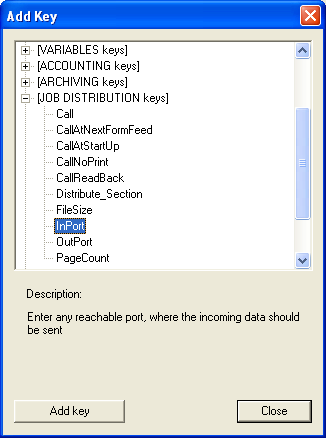 Add Key
[VARIABLES keys]
[ACCOUNTING keys]
[ARCHIVING keys]
[JOB DISTRIBUTION keys]
Call
CallAtNextFormFeed
CallAtStartUp
CallNoPrint
CallReadBack
Distribute_Section
FileSize
InPort
OutPort
PageCount
Description:
Enter any reachable port, where the incoming data should
be sent
Add key
Close